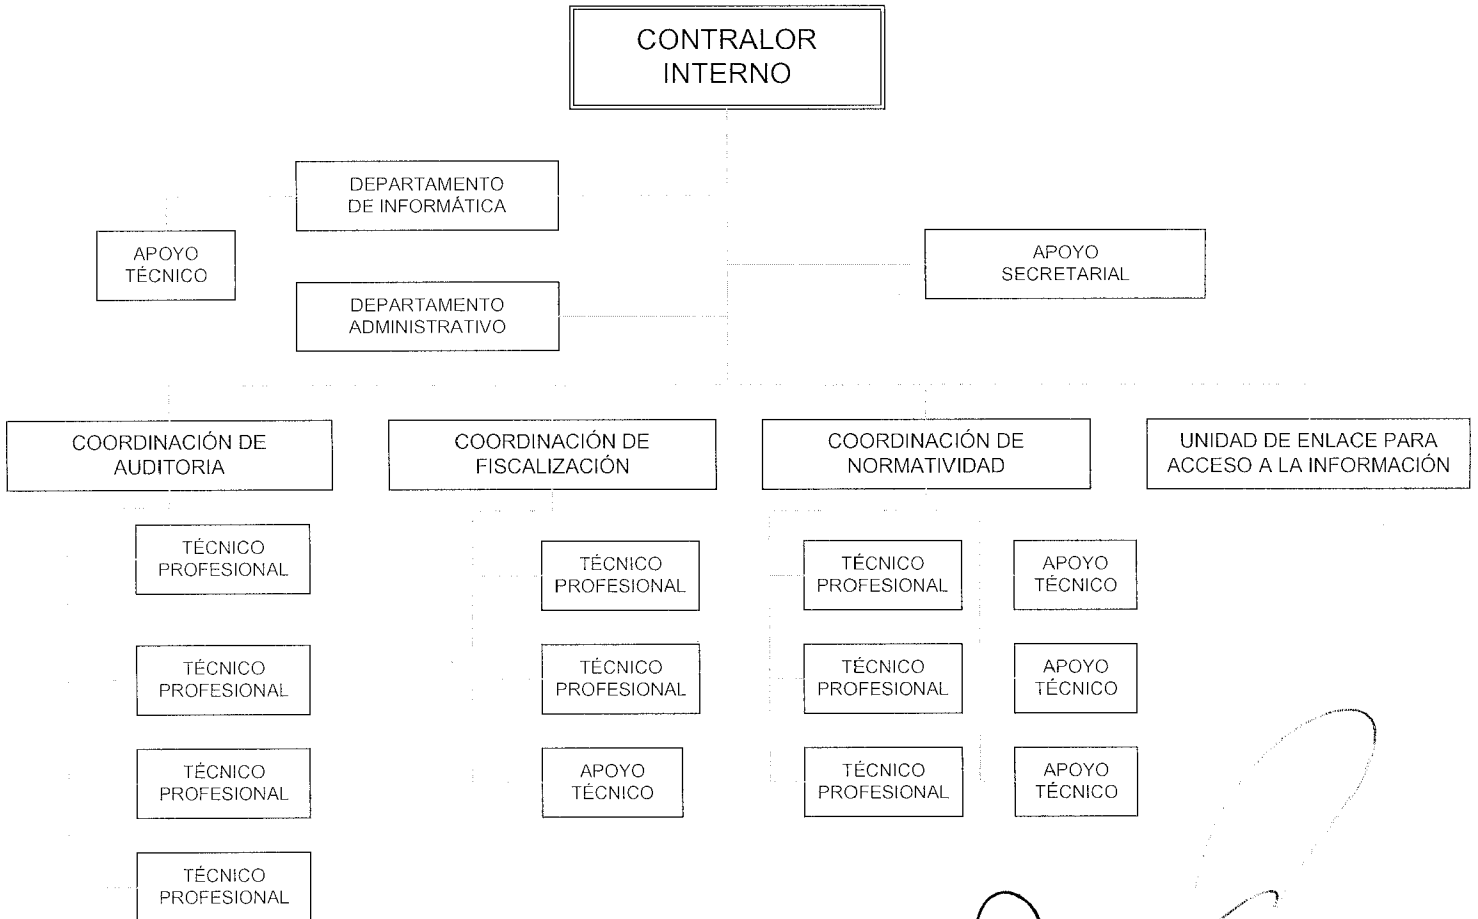 CONTRALOR
INTERNO
DEPARTAMENTO
DE INFORMÁTICA
APOYO
TÉCNICO
APOYO
SECRETARIAL
DEPARTAMENTO
ADMINISTRATIVO
COORDINACIÓN DE
AUDITORIA
COORDINACIÓN DE
FISCALIZACIÓN
COORDINACIÓN DE
NORMATIVIDAD
UNIDAD DE ENLACE PARA
ACCESO A LA INFORMACIÓN
TÉCNICO
PROFESIONAL
TÉCNICO
PROFESIONAL
TÉCNICO
PROFESIONAL
TÉCNICO
PROFESIONAL
TÉCNICO
PROFESIONAL
TÉCNICO
PROFESIONAL
APOYO
TÉCNICO
TÉCNICO
PROFESIONAL
TÉCNICO
PROFESIONAL
TÉCNICO
PROFESIONAL
APOYO
TÉCNICO
APOYO
TÉCNICO
APOYO
TÉCNICO